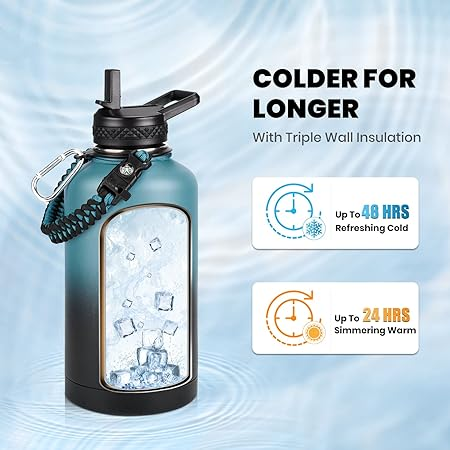 COLDER FOR
LONGER
With Triple Wall Insulation
Up To 48 HRS
Refreshing Cold
Up To 24 HRS
Simmering Warm